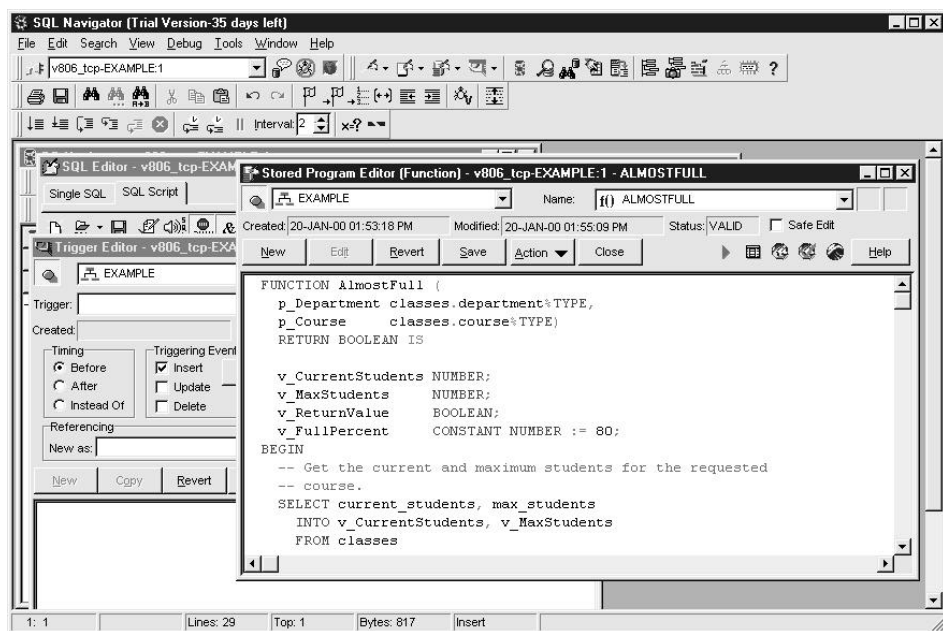 SQL Navigator (Trial Version-35 days left)
File Edit Search View Debug Tools Window Help
v806_tcp-EXAMPLE:1
Interval: 2 x=?
SQL Editor - v806_tcp-EXAM
Single SQL SQL Script
Trigger Editor - v806_tcp-EXA
EXAMPLE
Trigger:
Created:
Timing
Before
After
Instead Of
Triggering Event
Insert
Update
Delete
Referencing
New as:
New Copy Revert
Stored Program Editor (Function) - v806_tcp-EXAMPLE:1 - ALMOSTFULL
EXAMPLE Name: f() ALMOSTFULL
Created: 20-JAN-00 01:53:18 PM Modified: 20-JAN-00 01:55:09 PM Status: VALID Safe Edit
New Edit Revert Save Action Close Help
FUNCTION AlmostFull (
p_Department classes.department%TYPE,
p_Course classes.course%TYPE)
RETURN BOOLEAN IS
v_CurrentStudents NUMBER;
v_MaxStudents NUMBER;
v_ReturnValue BOOLEAN;
v_FullPercent CONSTANT NUMBER := 80;
BEGIN
-- Get the current and maximum students for the requested
-- course.
SELECT current_students, max_students
INTO v_CurrentStudents, v_MaxStudents
FROM classes
1: 1 Lines: 29 Top: 1 Bytes: 817 Insert